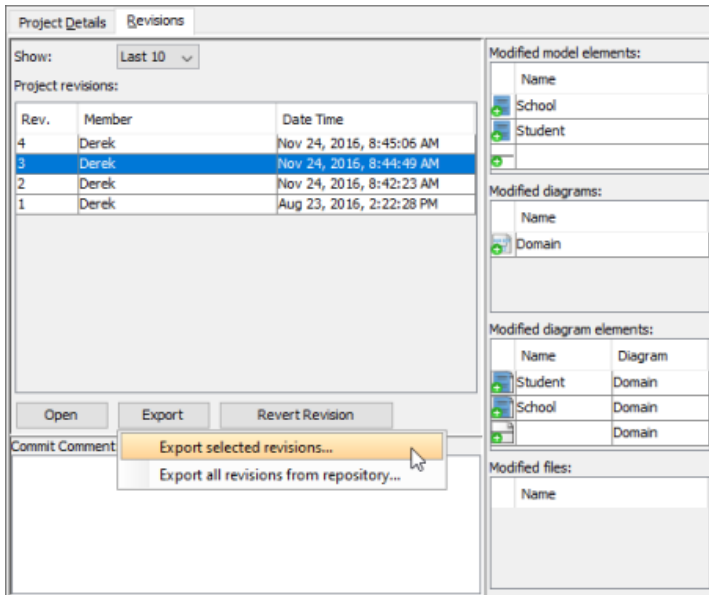 Project Details Revisions
Show: Last 10
Project revisions:
Rev. Member Date Time
4 Derek Nov 24, 2016, 8:45:06 AM
3 Derek Nov 24, 2016, 8:44:49 AM
2 Derek Nov 24, 2016, 8:42:23 AM
1 Derek Aug 23, 2016, 2:22:28 PM
Open Export Revert Revision
Commit Comment
Export selected revisions...
Export all revisions from repository...
Modified model elements:
Name
School
Student
Modified diagrams:
Name
Domain
Modified diagram elements:
Name Diagram
Student Domain
School Domain
Domain
Modified files:
Name